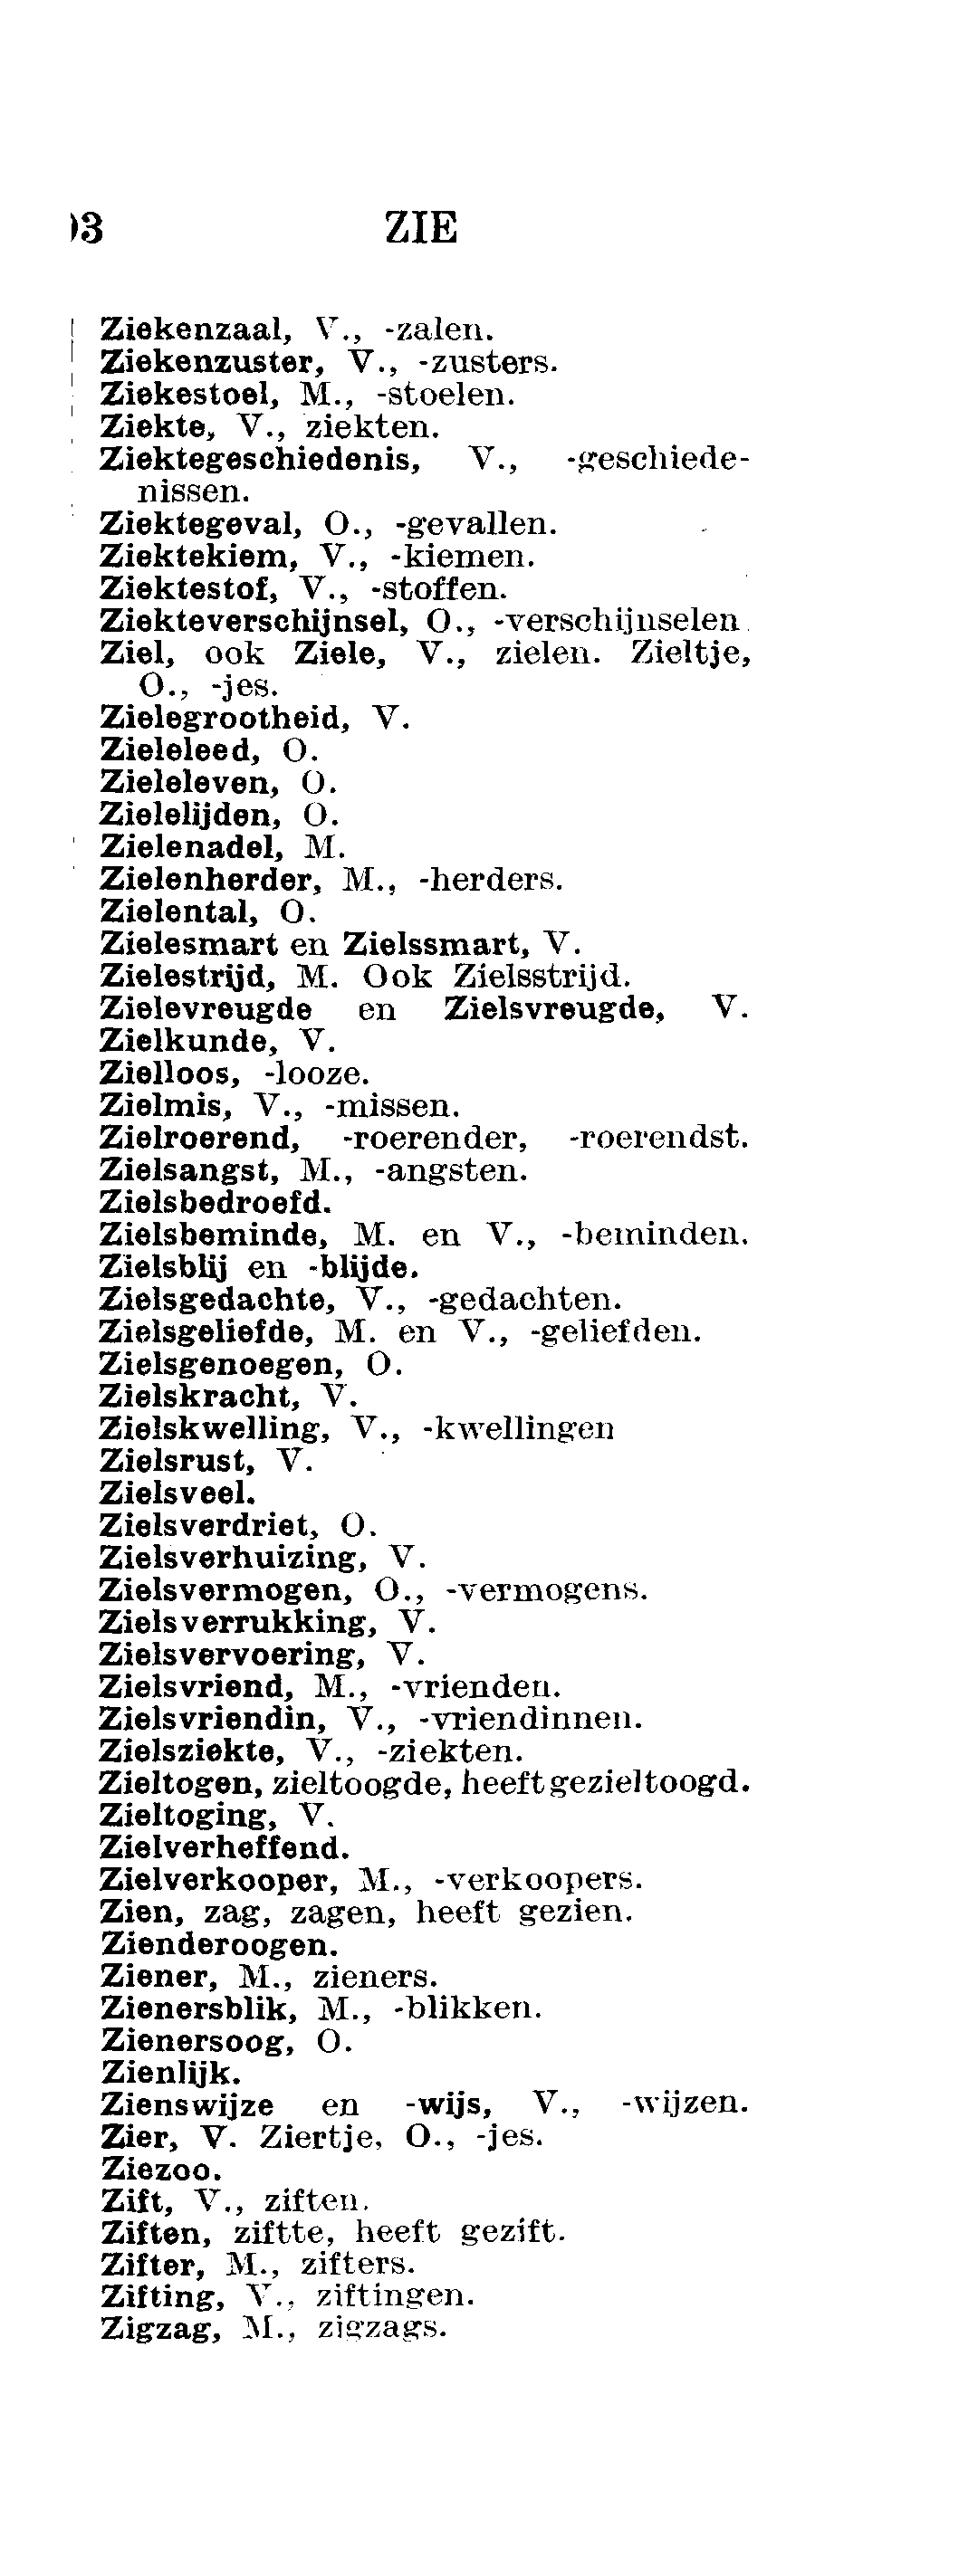 03 ZIE
Ziekenzaal, V., -zalen.
Ziekenzuster, V., -zusters.
Ziekestoel, M., -stoelen.
Ziekte, V., ziekten.
Ziektegeschiedenis, V., -geschiede-
nissen.
Ziektegeval, O., -gevallen.
Ziektekiem, V., -kiemen.
Ziektestof, V., -stoffen.
Ziekteverschijnsel, O., -verschijnselen
Ziel, ook Ziele, V., zielen. Zieltje,
O., -jes.
Zielegrootheid, V.
Zieleleed, O.
Zieleleven, O.
Zielelijden, O.
Zielenadel, M.
Zielenherder, M., -herders.
Zielental, O.
Zielesmart en Zielssmart, V.
Zielestrijd, M. Ook Zielsstrijd.
Zielevreugde en Zielsvreugde, V.
Zielkunde, V.
Zielloos, -looze.
Zielmis, V., -missen.
Zielroerend, -roerender, -roerendst.
Zielsangst, M., -angsten.
Zielsbedroefd.
Zielsbeminde, M. en V., -beminden.
Zielsblij en -blijde.
Zielsgedachte, V., -gedachten.
Zielsgeliefde, M. en V., -geliefden.
Zielsgenoegen, O.
Zielskracht, V.
Zielskwelling, V., -kwellingen
Zielsrust, V.
Zielsveel.
Zielsverdriet, O.
Zielsverhuizing, V.
Zielsvermogen, O., -vermogens.
Zielsverrukking, V.
Zielsvervoering, V.
Zielsvriend, M., -vrienden.
Zielsvriendin, V., -vriendinnen.
Zielsziekte, V., -ziekten.
Zieltogen, zieltoogde, heeft gezieltoogd.
Zieltoging, V.
Zielverheffend.
Zielverkooper, M., -verkoopers.
Zien, zag, zagen, heeft gezien.
Zienderoogen.
Ziener, M., zieners.
Zienersblik, M., -blikken.
Zienersoog, O.
Zienlijk.
Zienswijze en -wijs, V., -wijzen.
Zier, V. Ziertje, O., -jes.
Ziezoo.
Zift, V., ziften.
Ziften, ziftte, heeft gezift.
Zifter, M., zifters.
Zifting, V., ziftingen.
Zigzag, M., zigzags.